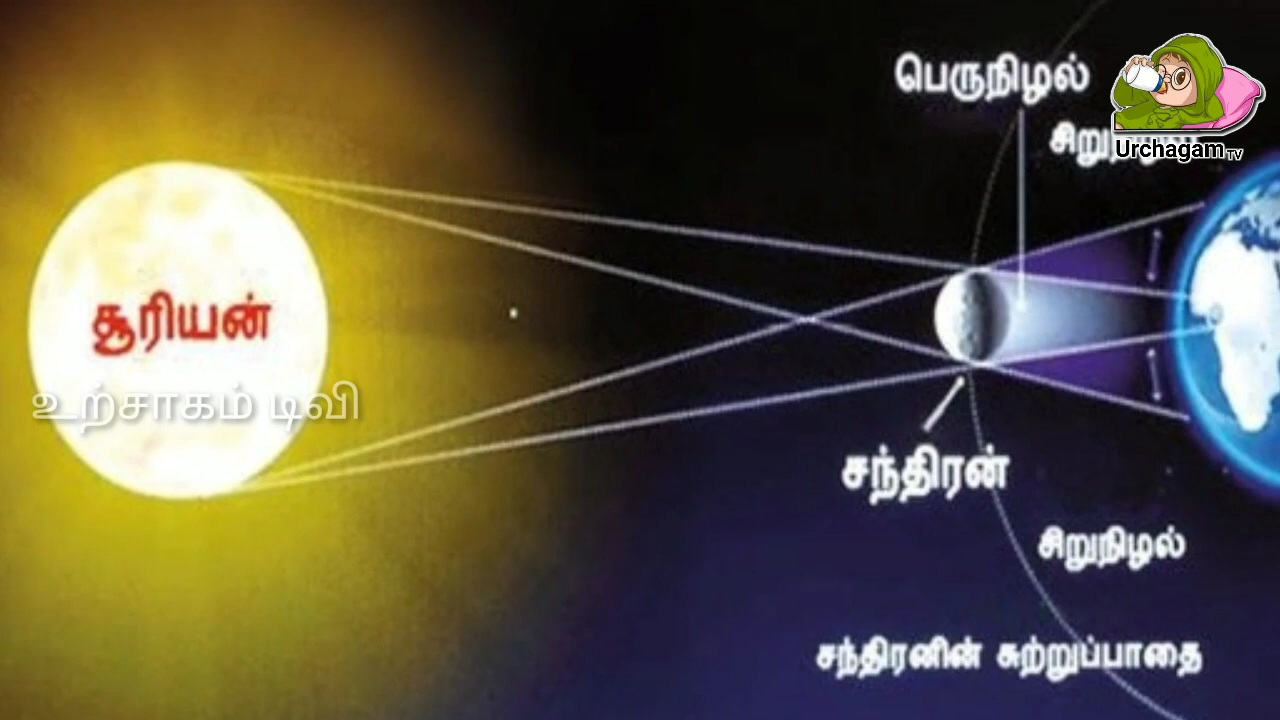 பெருநிழல்
Urchagam TV
சூரியன்
உற்சாகம் டிவி
சந்திரன்
சிறுநிழல்
சந்திரனின் சுற்றுப்பாதை